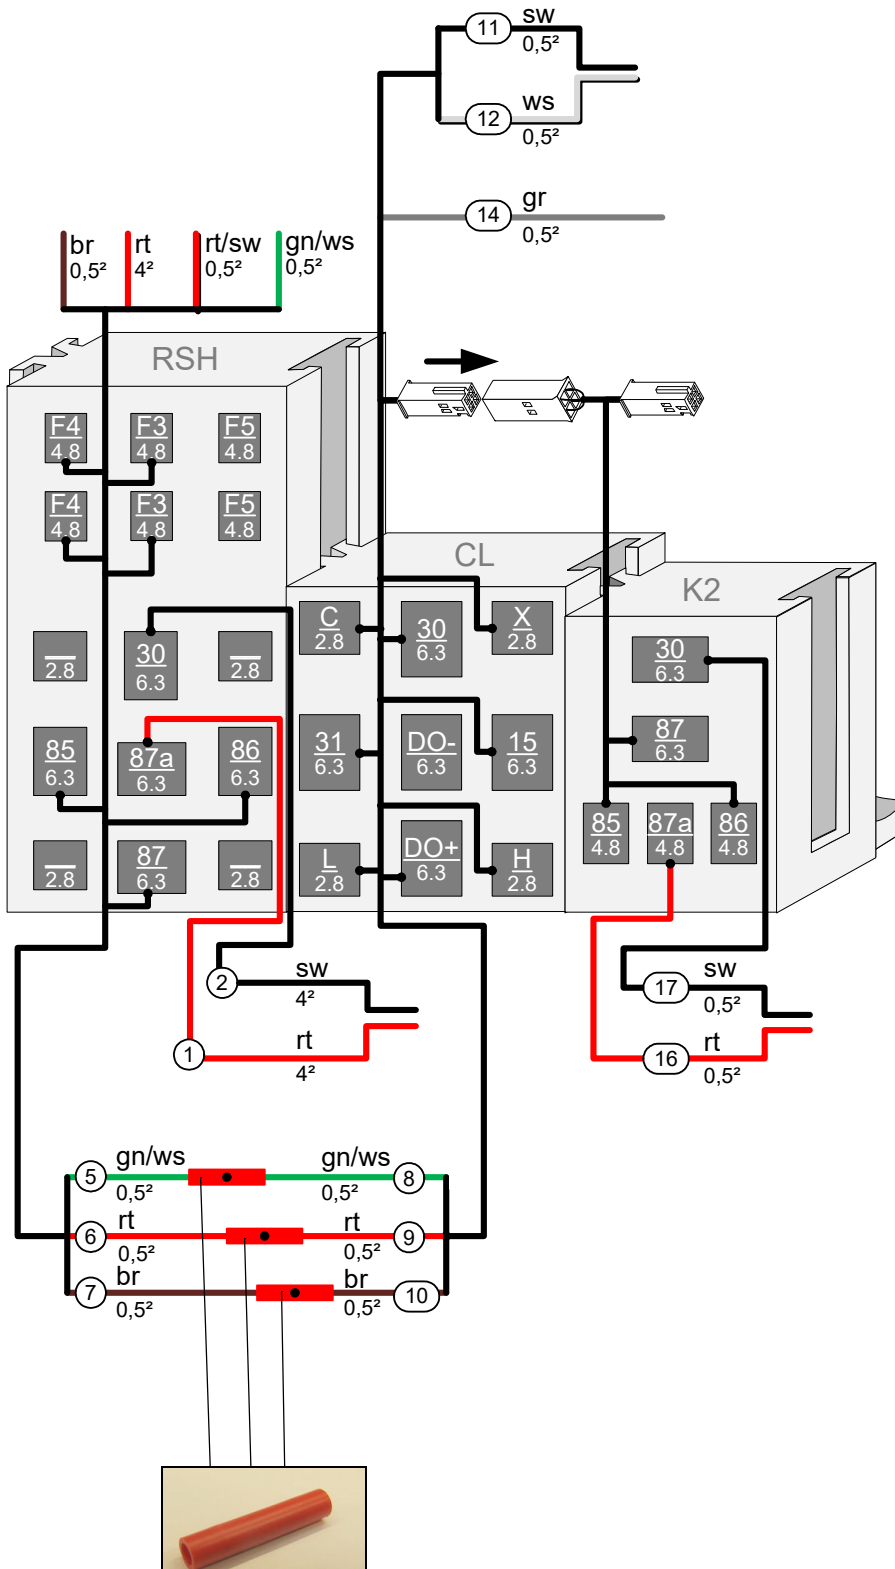 11 sw
0,5²
12 ws
0,5²
14 gr
0,5²
br
0,5²
rt
4²
rt/sw
0,5²
gn/ws
0,5²
RSH
F4
4.8
F3
4.8
F5
4.8
F4
4.8
F3
4.8
F5
4.8
2.8
30
6.3
2.8
85
6.3
87a
6.3
86
6.3
2.8
87
6.3
2.8
CL
C
2.8
30
6.3
X
2.8
31
6.3
DO-
6.3
15
6.3
L
2.8
DO+
6.3
H
2.8
K2
30
6.3
87
6.3
85
4.8
87a
4.8
86
4.8
2 sw
4²
1 rt
4²
17 sw
0,5²
16 rt
0,5²
5 gn/ws gn/ws 8
0,5² 0,5²
6 rt rt 9
0,5² 0,5²
7 br br 10
0,5² 0,5²